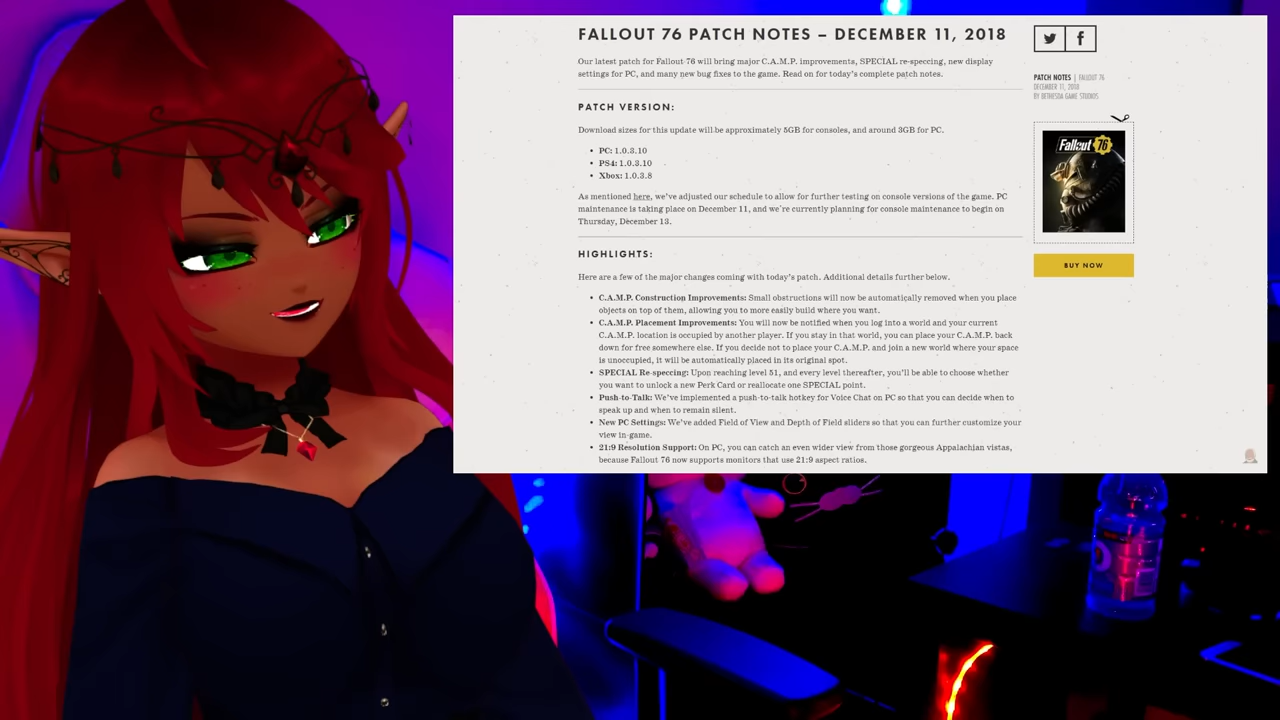 FALLOUT 76 PATCH NOTES – DECEMBER 11, 2018
Our latest patch for Fallout 76 will bring major C.A.M.P. improvements, SPECIAL re-speccing, new display
settings for PC, and many new bug fixes to the game. Read on for today's complete patch notes.
PATCH VERSION:
Download sizes for this update will be approximately 5GB for consoles, and around 3GB for PC.
• PC: 1.0.3.10
• PS4: 1.0.3.10
• Xbox: 1.0.3.8
As mentioned here, we've adjusted our schedule to allow for further testing on console versions of the game. PC
maintenance is taking place on December 11, and we're currently planning for console maintenance to begin on
Thursday, December 13.
HIGHLIGHTS:
Here are a few of the major changes coming with today's patch. Additional details further below.
• C.A.M.P. Construction Improvements: Small obstructions will now be automatically removed when you place
objects on top of them, allowing you to more easily build where you want.
• C.A.M.P. Placement Improvements: You will now be notified when you log into a world and your current
C.A.M.P. location is occupied by another player. If you stay in that world, you can place your C.A.M.P. back
down for free somewhere else. If you decide not to place your C.A.M.P. and join a new world where your space
is unoccupied, it will be automatically placed in its original spot.
• SPECIAL Re-speccing: Upon reaching level 51, and every level thereafter, you'll be able to choose whether
you want to unlock a new Perk Card or reallocate one SPECIAL point.
• Push-to-Talk: We've implemented a push-to-talk hotkey for Voice Chat on PC so that you can decide when to
speak up and when to remain silent.
• New PC Settings: We've added Field of View and Depth of Field sliders so that you can further customize your
view in-game.
• 21:9 Resolution Support: On PC, you can catch an even wider view from those gorgeous Appalachian vistas,
because Fallout 76 now supports monitors that use 21:9 aspect ratios.
PATCH NOTES | FALLOUT 76
DECEMBER 11, 2018
BY BETHESDA GAME STUDIOS
Fallout 76
BUY NOW